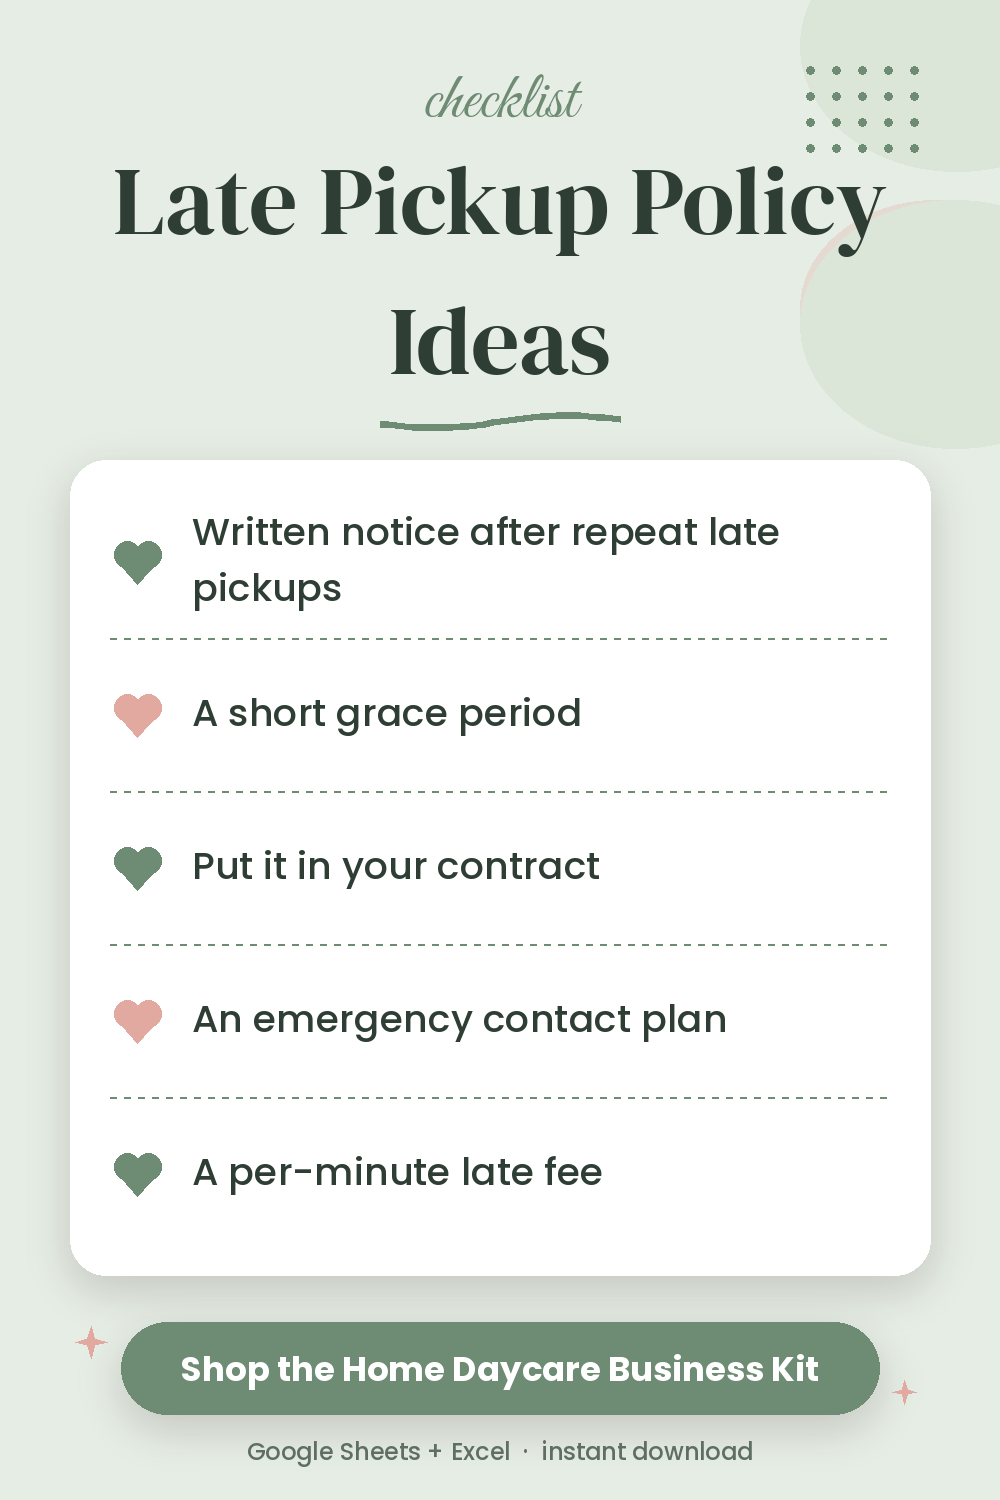 checklist
Late Pickup Policy
Ideas
Written notice after repeat late
pickups
A short grace period
Put it in your contract
An emergency contact plan
A per-minute late fee
Shop the Home Daycare Business Kit
Google Sheets + Excel · instant download